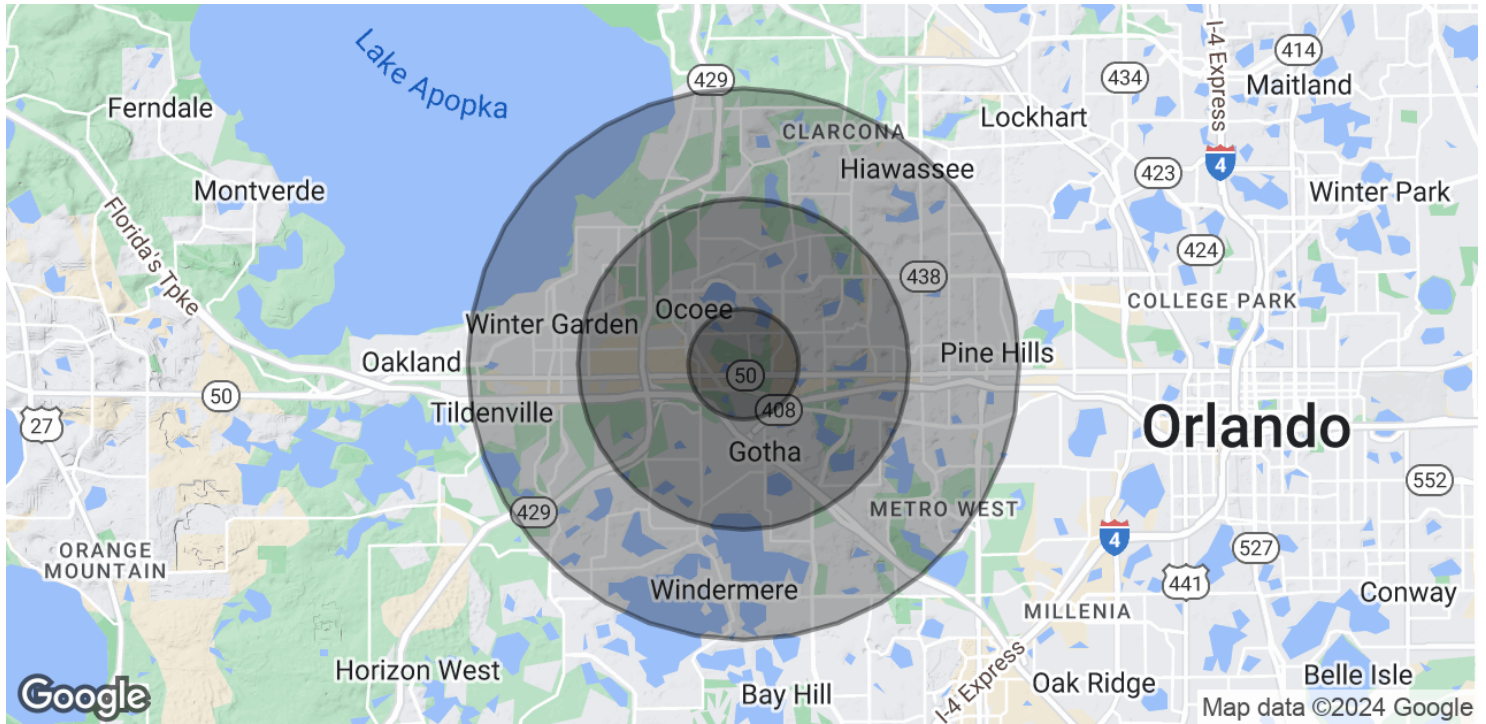 Lake Apopka
429
I-4 Express
414
434
Maitland
Ferndale
CLARCONA
Lockhart
4
Hiawassee
423
Montverde
Winter Park
Florida's Tpke
424
438
COLLEGE PARK
Ocoee
Winter Garden
Pine Hills
Oakland
50
50
408
27
Tildenville
Orlando
Gotha
552
METRO WEST
429
4
527
ORANGE
MOUNTAIN
441
Windermere
Conway
MILLENIA
Horizon West
I-4 Express
Oak Ridge
Belle Isle
Bay Hill
Google
Map data ©2024 Google